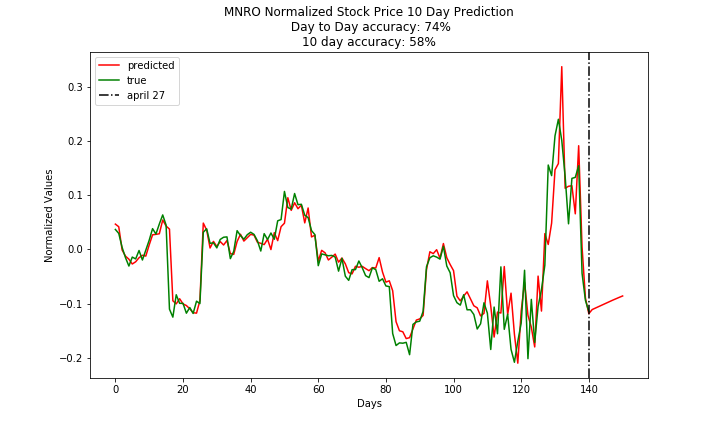 MNRO Normalized Stock Price 10 Day Prediction
Day to Day accuracy: 74%
10 day accuracy: 58%
predicted
true
april 27
Normalized Values
0.3
0.2
0.1
0.0
−0.1
−0.2
0 20 40 60 80 100 120 140
Days